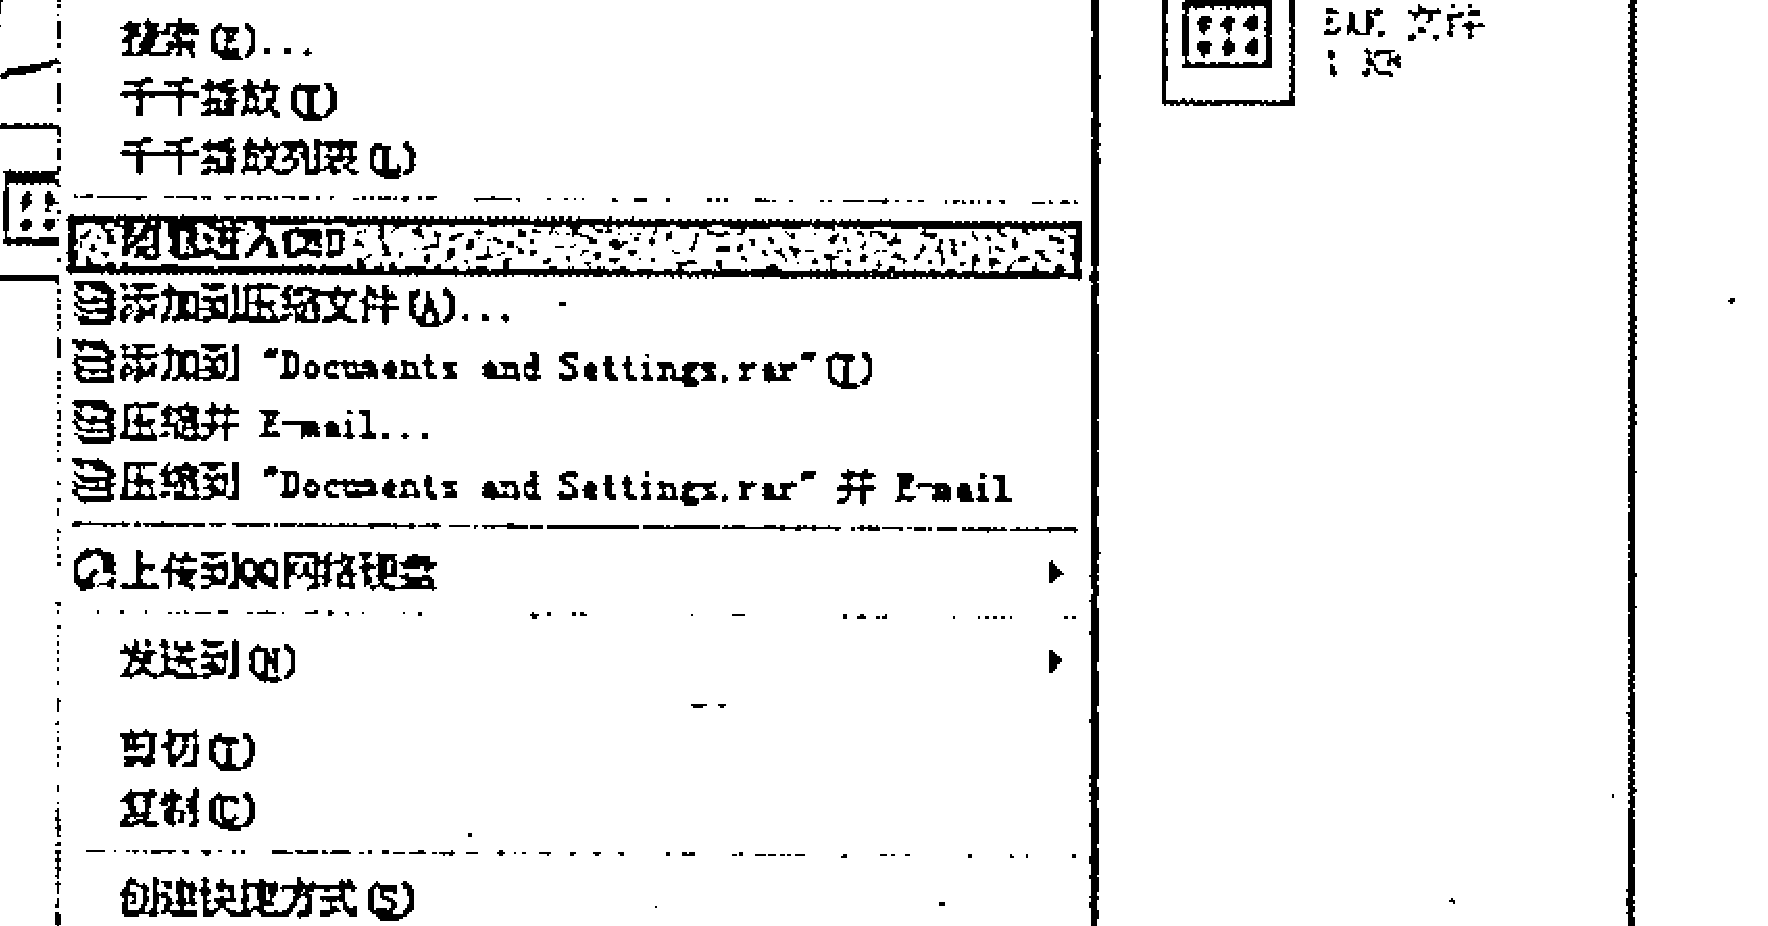 搜索(E)...
千千播放(T)
千千播放列表(L)
添加到压缩文件(A)...
添加到 "Documents and Settings.rar"(T)
压缩并 E-mail...
压缩到 "Documents and Settings.rar" 并 E-mail
上传到QQ网络硬盘
发送到(N)
剪切(T)
复制(C)
创建快捷方式(S)
文件